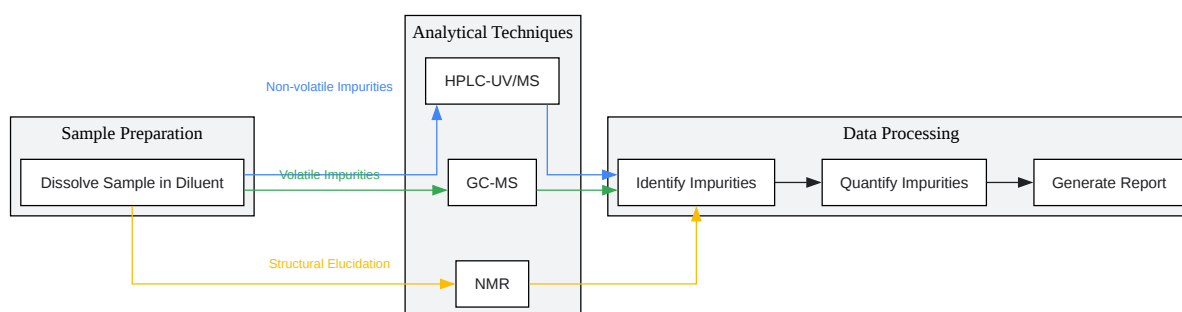 Analytical Techniques
HPLC-UV/MS
Non-volatile Impurities
Sample Preparation
Dissolve Sample in Diluent
Volatile Impurities
GC-MS
Structural Elucidation
NMR
Data Processing
Identify Impurities
Quantify Impurities
Generate Report